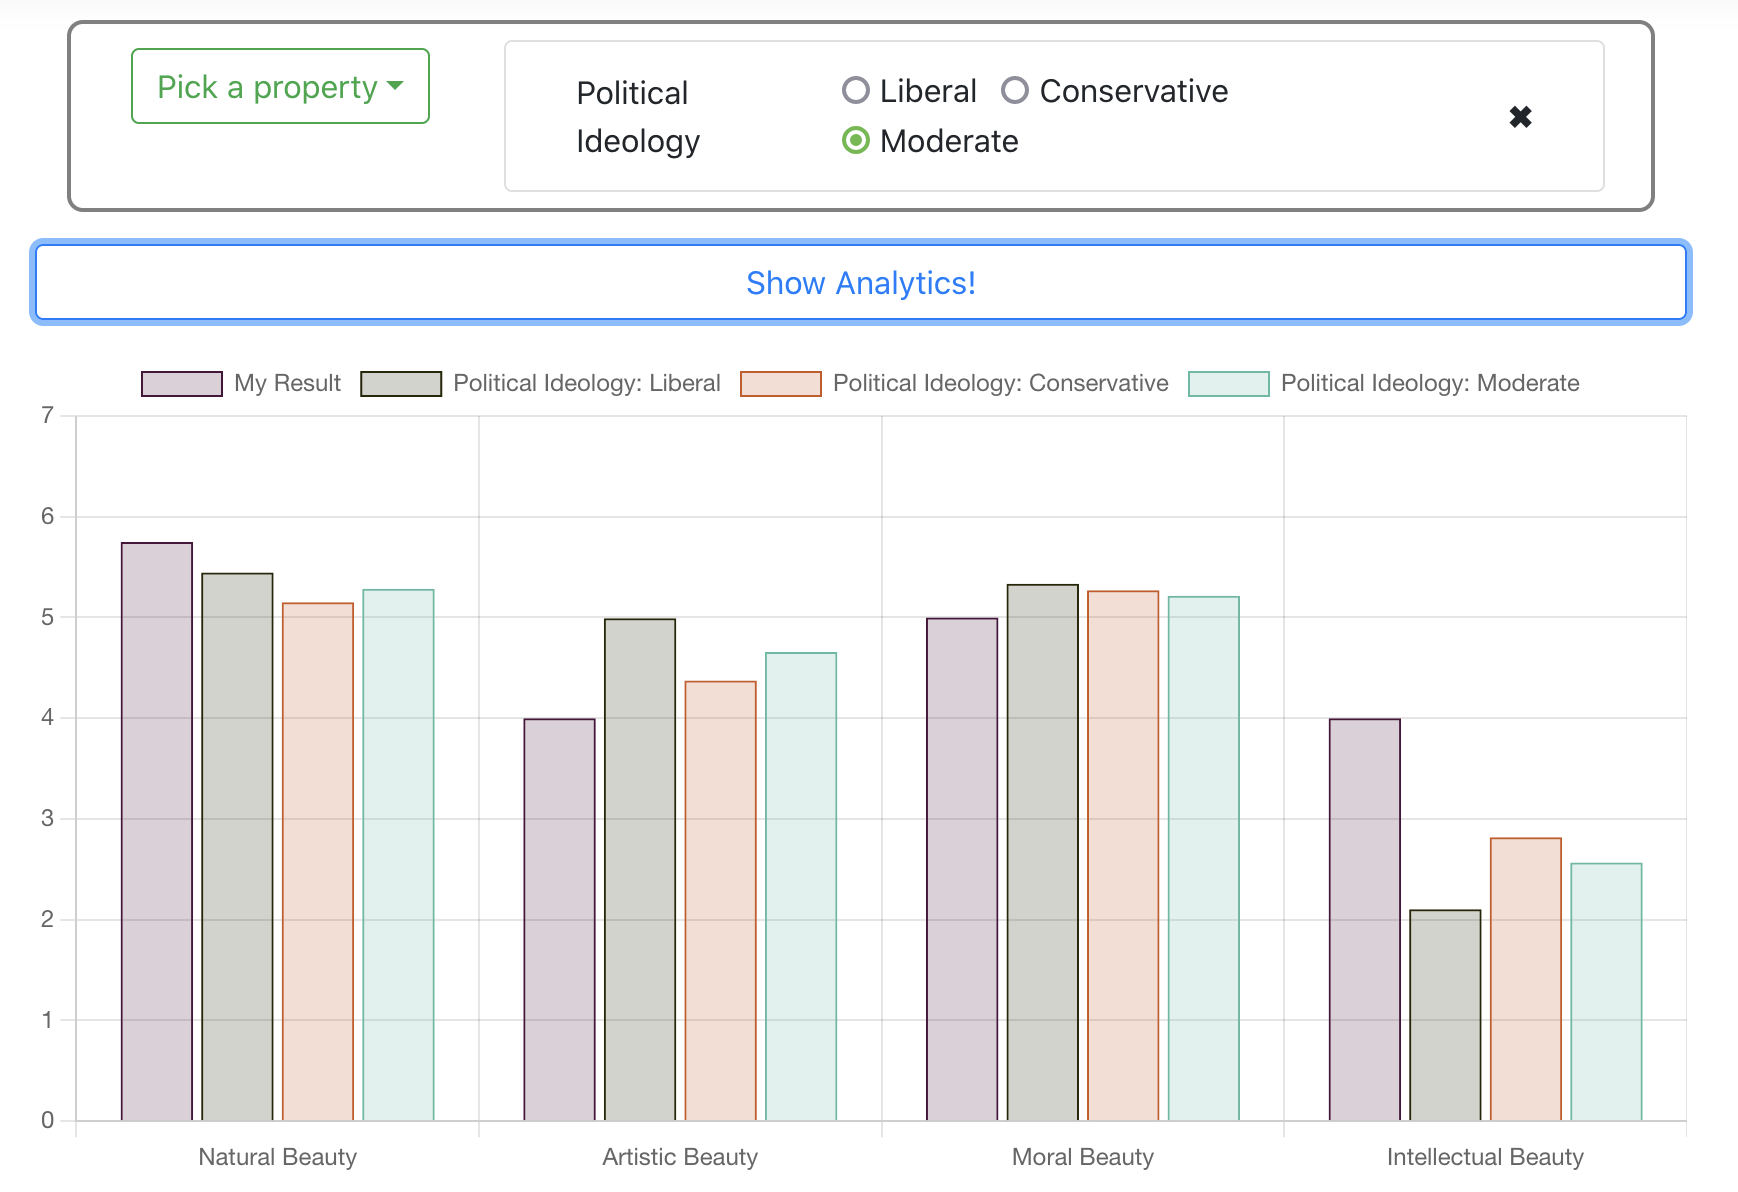 Pick a property
Political
Ideology
Liberal
Conservative
Moderate
Show Analytics!
My Result
Political Ideology: Liberal
Political Ideology: Conservative
Political Ideology: Moderate
7
6
5
4
3
2
1
0
Natural Beauty
Artistic Beauty
Moral Beauty
Intellectual Beauty